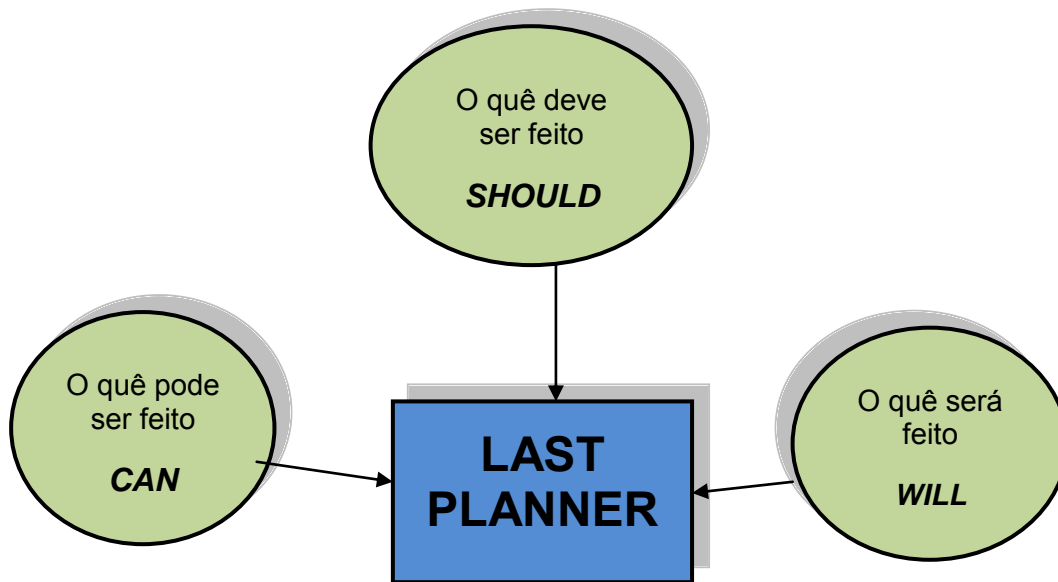 O quê deve
ser feito
SHOULD
O quê pode
ser feito
CAN
LAST
PLANNER
O quê será
feito
WILL